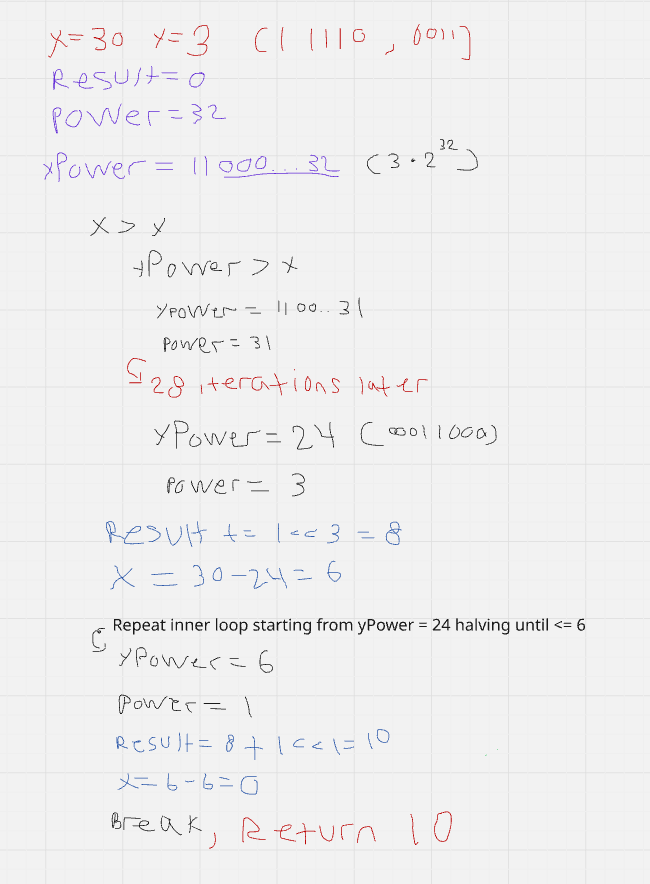 x=30 y=3 (11110, 0011]
Result=0
power=32
yPower = 11000...32 (3·2^32)
x > y
yPower > x
yPower = 1100..31
power = 31
28 iterations later
yPower = 24 (00011000)
power = 3
Result += 1<<3 = 8
X = 30-24=6
Repeat inner loop starting from yPower = 24 halving until <= 6
yPower = 6
power = 1
Result= 8+1<<1=10
x=6-6=0
Break, Return 10